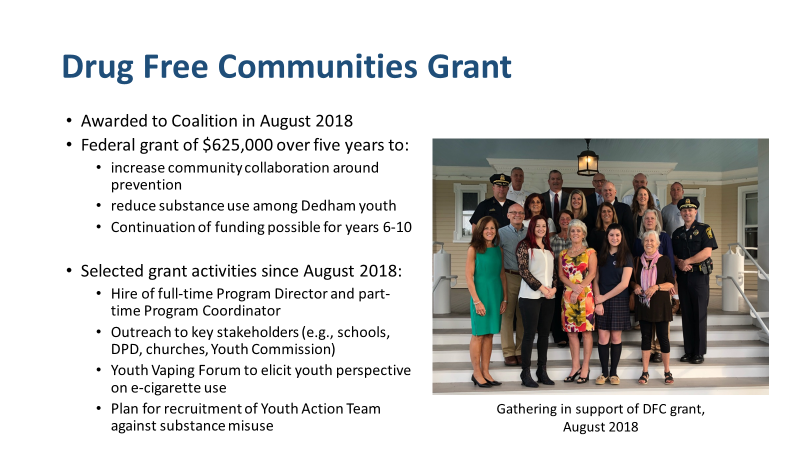 Drug Free Communities Grant
• Awarded to Coalition in August 2018
• Federal grant of $625,000 over five years to:
• increase community collaboration around
prevention
• reduce substance use among Dedham youth
• Continuation of funding possible for years 6-10
• Selected grant activities since August 2018:
• Hire of full-time Program Director and part-
time Program Coordinator
• Outreach to key stakeholders (e.g., schools,
DPD, churches, Youth Commission)
• Youth Vaping Forum to elicit youth perspective
on e-cigarette use
• Plan for recruitment of Youth Action Team
against substance misuse
Gathering in support of DFC grant,
August 2018